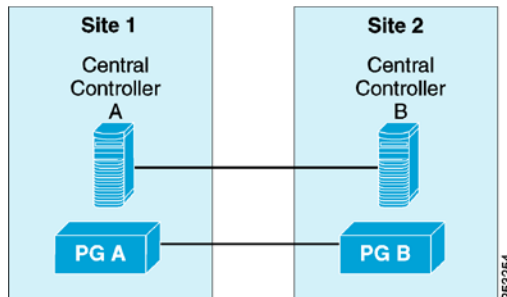 Site 1
Site 2
Central
Controller
A
Central
Controller
B
PG A
PG B